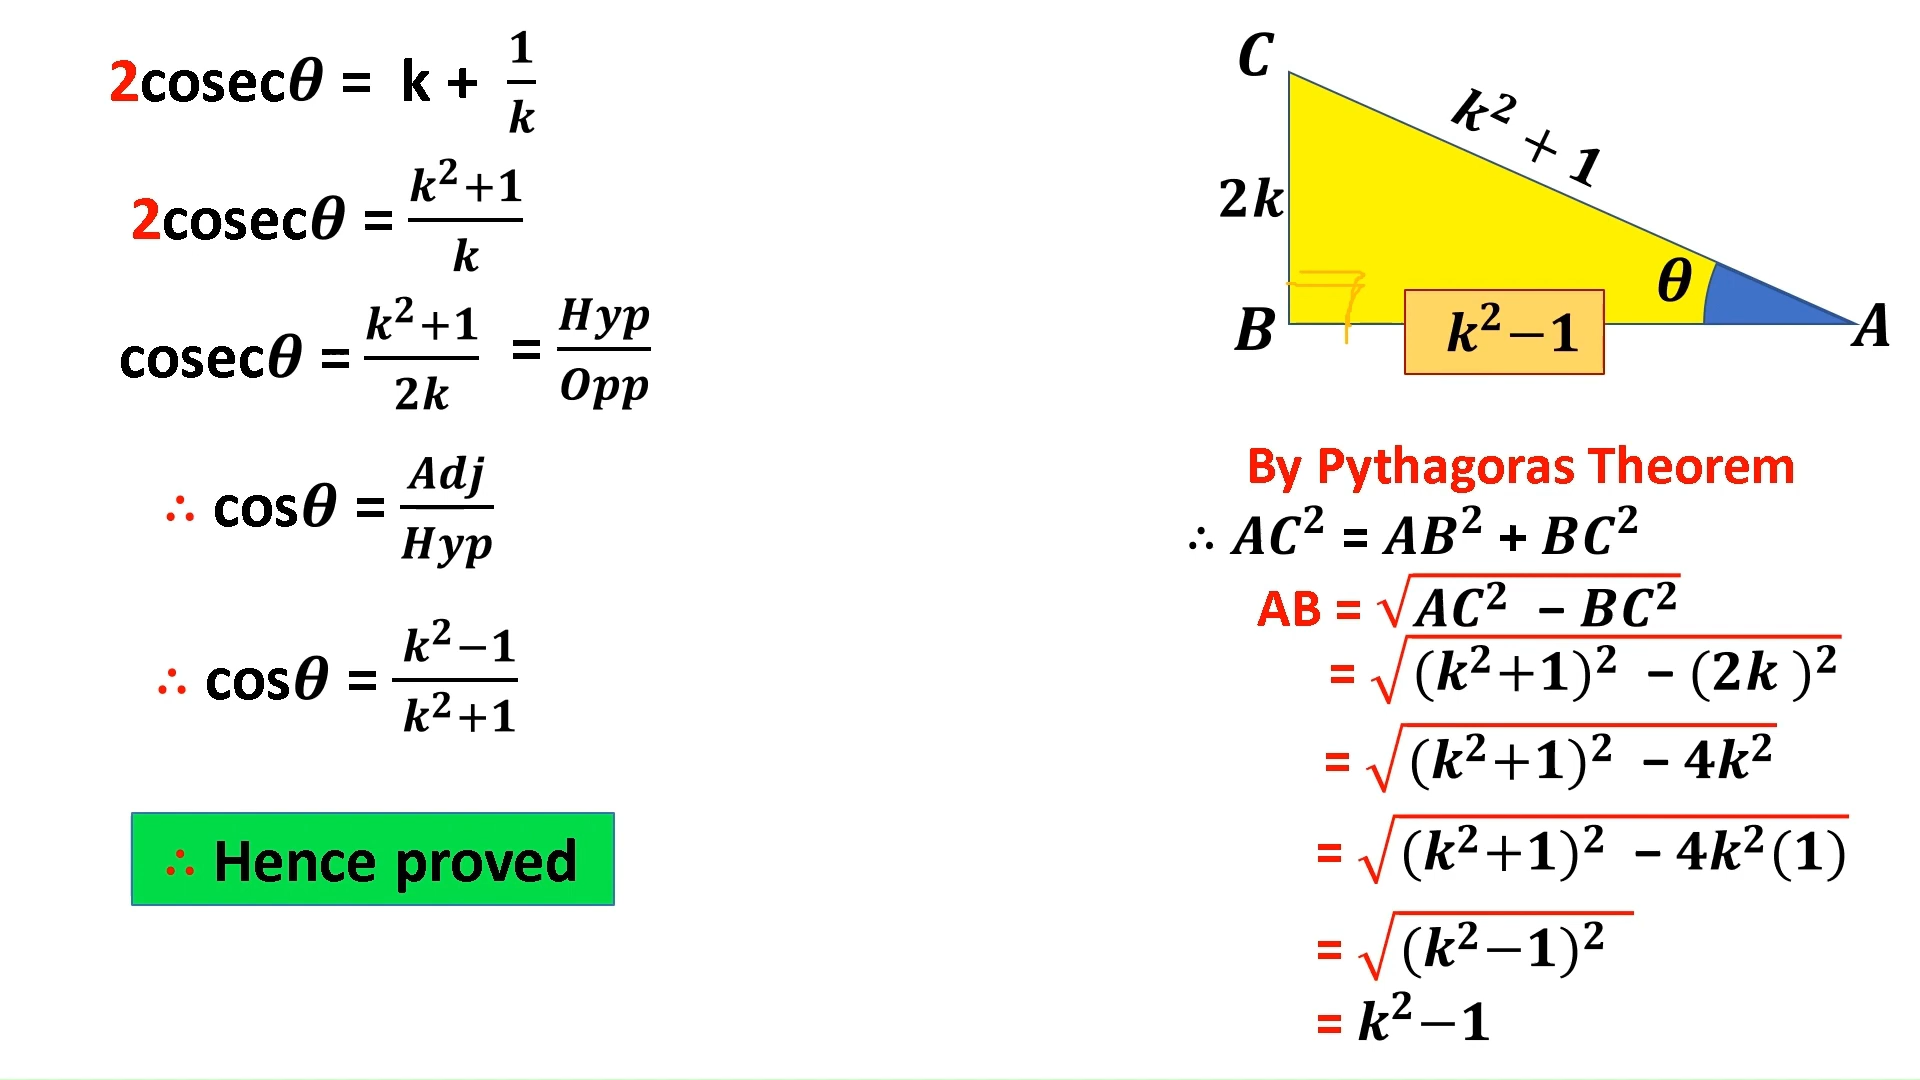 2cosecθ = k + 1/k
2cosecθ = k²+1/k
cosecθ = k²+1/2k = Hyp/Opp
∴ cosθ = Adj/Hyp
∴ cosθ = k²−1/k²+1
∴ Hence proved
C
k² + 1
2k
θ
B
k²−1
A
By Pythagoras Theorem
∴ AC² = AB² + BC²
AB = √AC² − BC²
= √(k²+1)² − (2k )²
= √(k²+1)² − 4k²
= √(k²+1)² − 4k²(1)
= √(k²−1)²
= k²−1